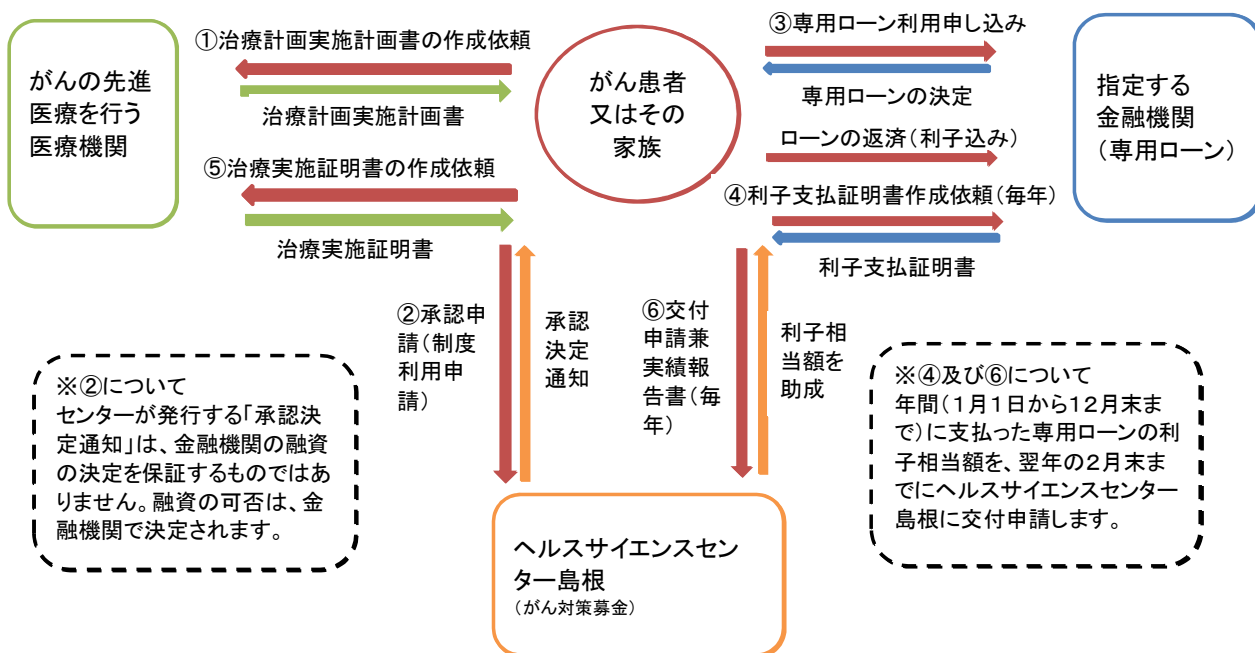 がんの先進
医療を行う
医療機関
①治療計画実施計画書の作成依頼
治療計画実施計画書
⑤治療実施証明書の作成依頼
治療実施証明書
がん患者
又はその
家族
③専用ローン利用申し込み
専用ローンの決定
ローンの返済（利子込み）
④利子支払証明書作成依頼（毎年）
利子支払証明書
指定する
金融機関
（専用ローン）
②承認申
請（制度
利用申
請）
承認
決定
通知
⑥交付
申請兼
実績報
告書（毎
年）
利子相
当額を
助成
※②について
センターが発行する「承認決
定通知」は、金融機関の融資
の決定を保証するものではあ
りません。融資の可否は、金
融機関で決定されます。
※④及び⑥について
年間（１月１日から１２月末ま
で）に支払った専用ローンの利
子相当額を、翌年の２月末ま
でにヘルスサイエンスセンター
島根に交付申請します。
ヘルスサイエンスセン
ター島根
（がん対策募金）